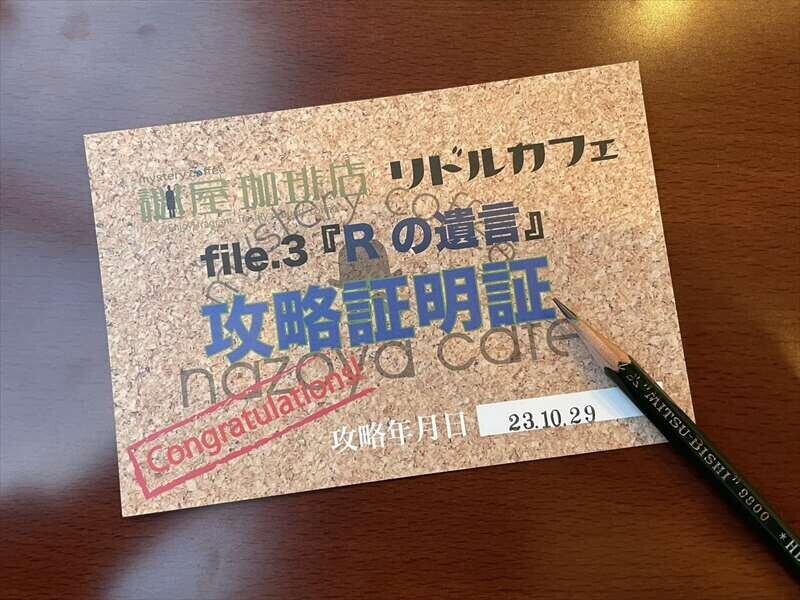 mystery coffee
謎屋珈琲店 リドルカフェ
file.3『Rの遺言』
攻略証明証
nazoya cafe
Congratulations!
攻略年月日 23.10.29
"MITSU-BISHI" 9800 *H